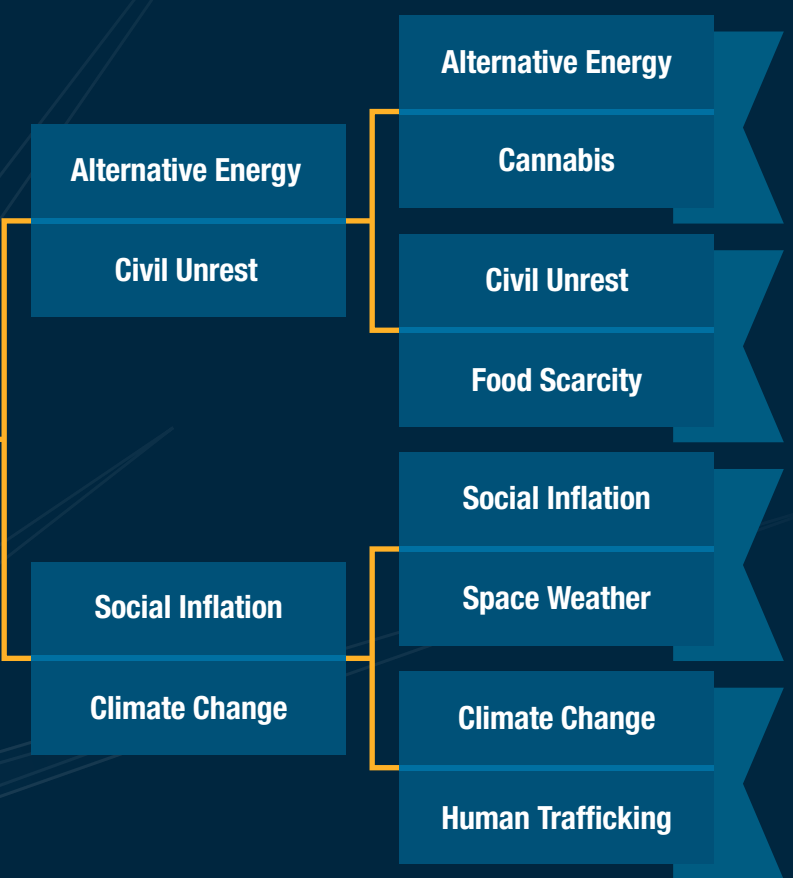 Alternative Energy
Civil Unrest
Social Inflation
Climate Change
Alternative Energy
Cannabis
Civil Unrest
Food Scarcity
Social Inflation
Space Weather
Climate Change
Human Trafficking